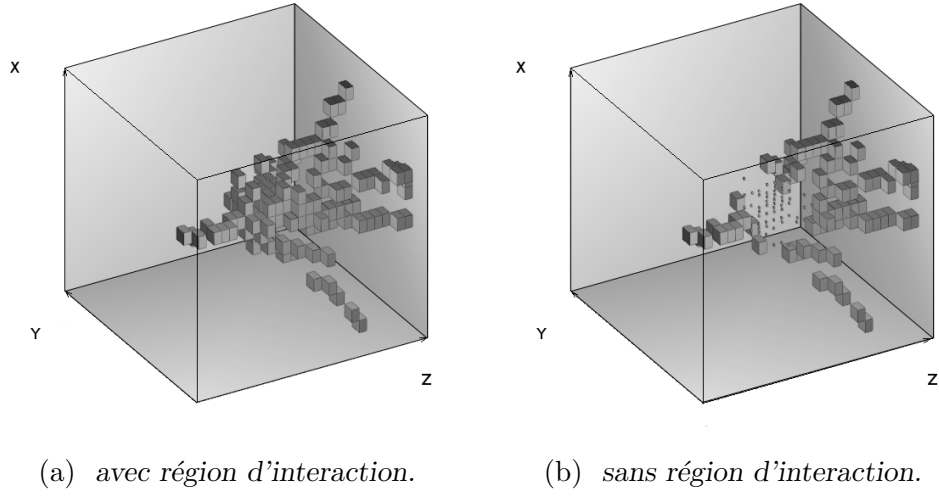 X
Y
Z
X
Y
Z
(a) avec région d'interaction.
(b) sans région d'interaction.